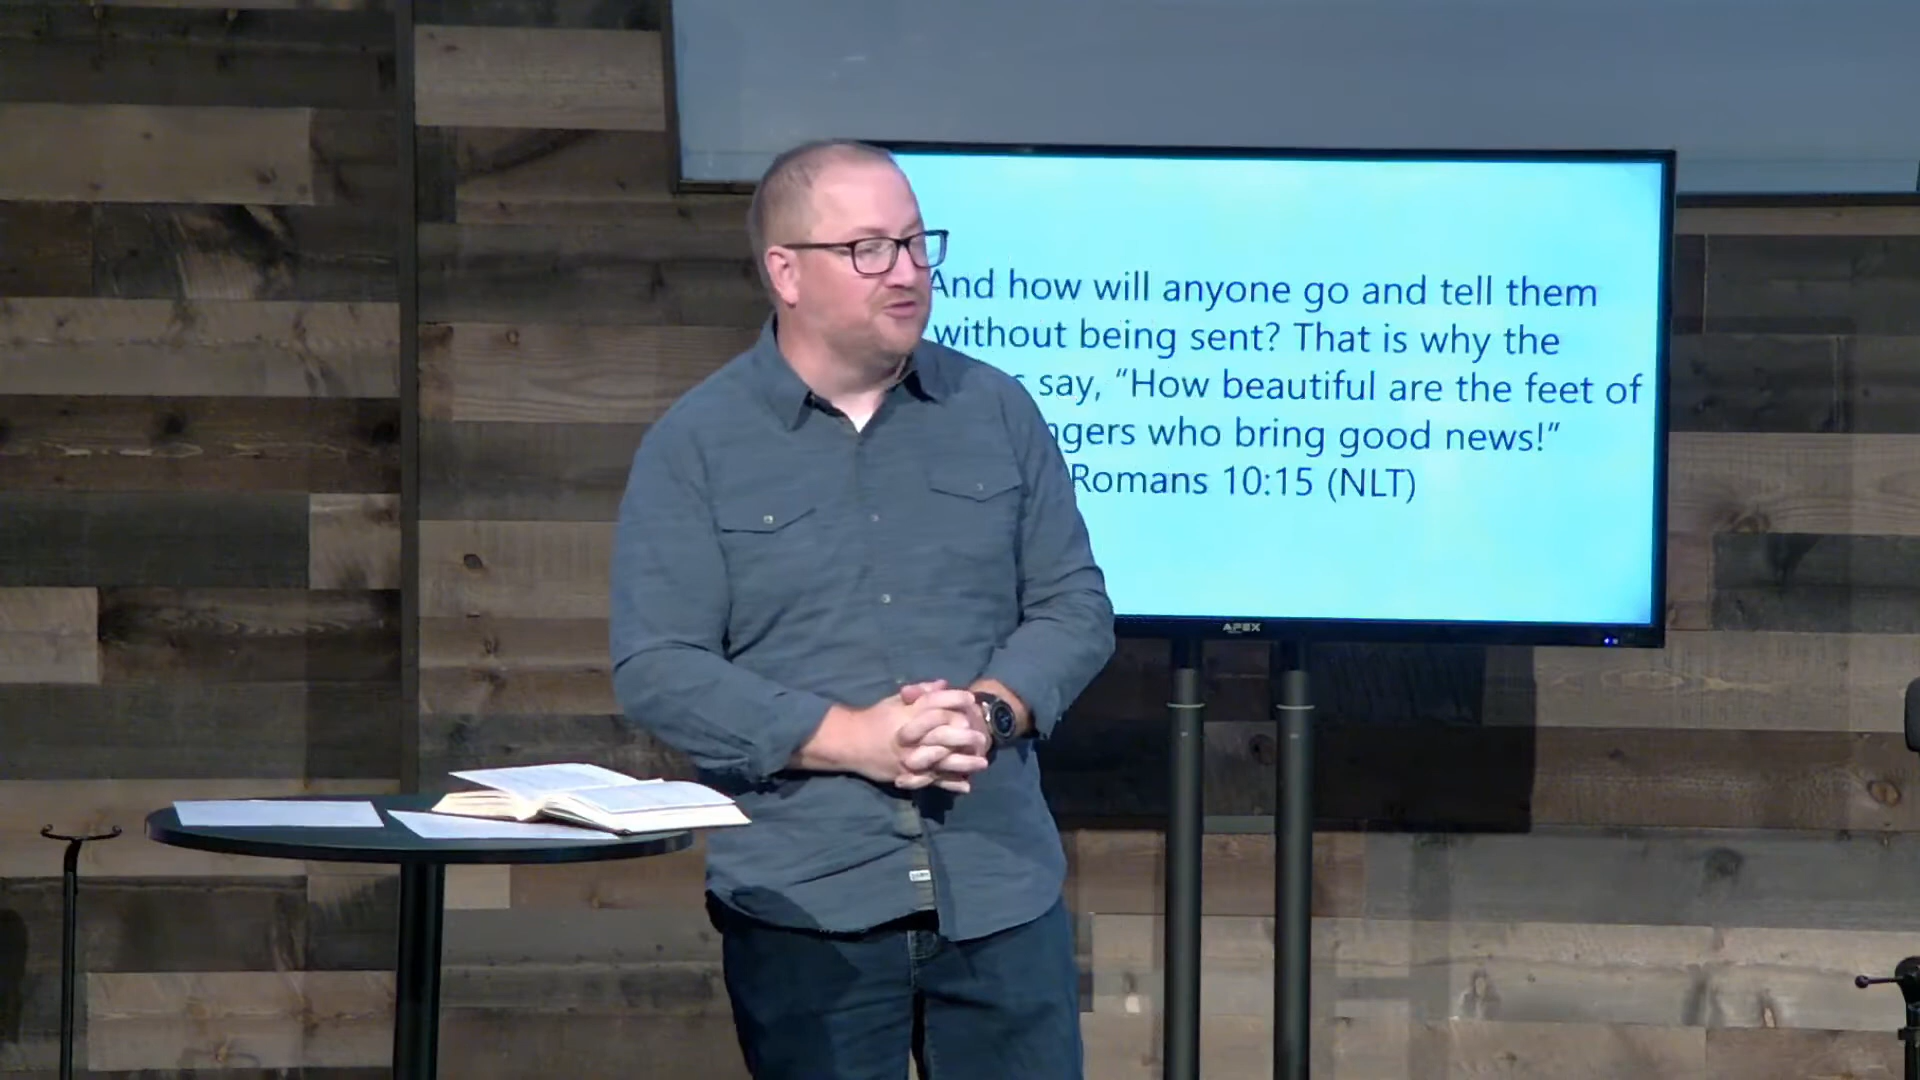 And how will anyone go and tell them
without being sent? That is why the
say, “How beautiful are the feet of
who bring good news!”
Romans 10:15 (NLT)
APEX